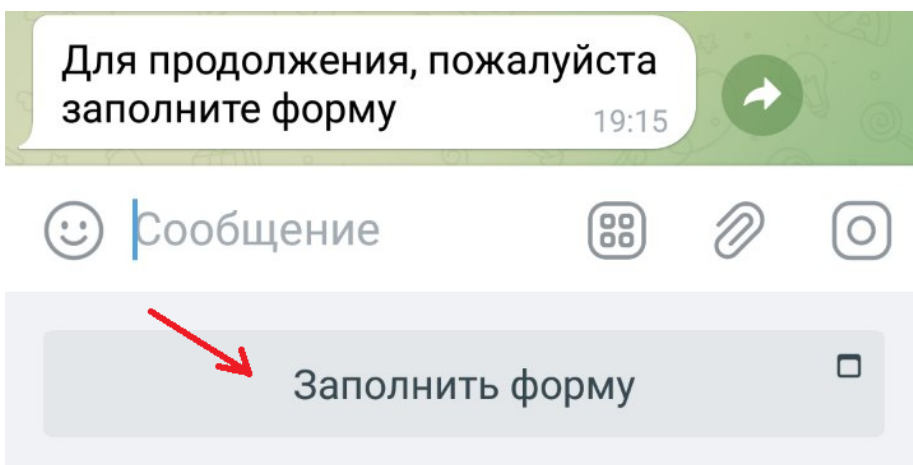 Для продолжения, пожалуйста
заполните форму
19:15
Сообщение
Заполнить форму